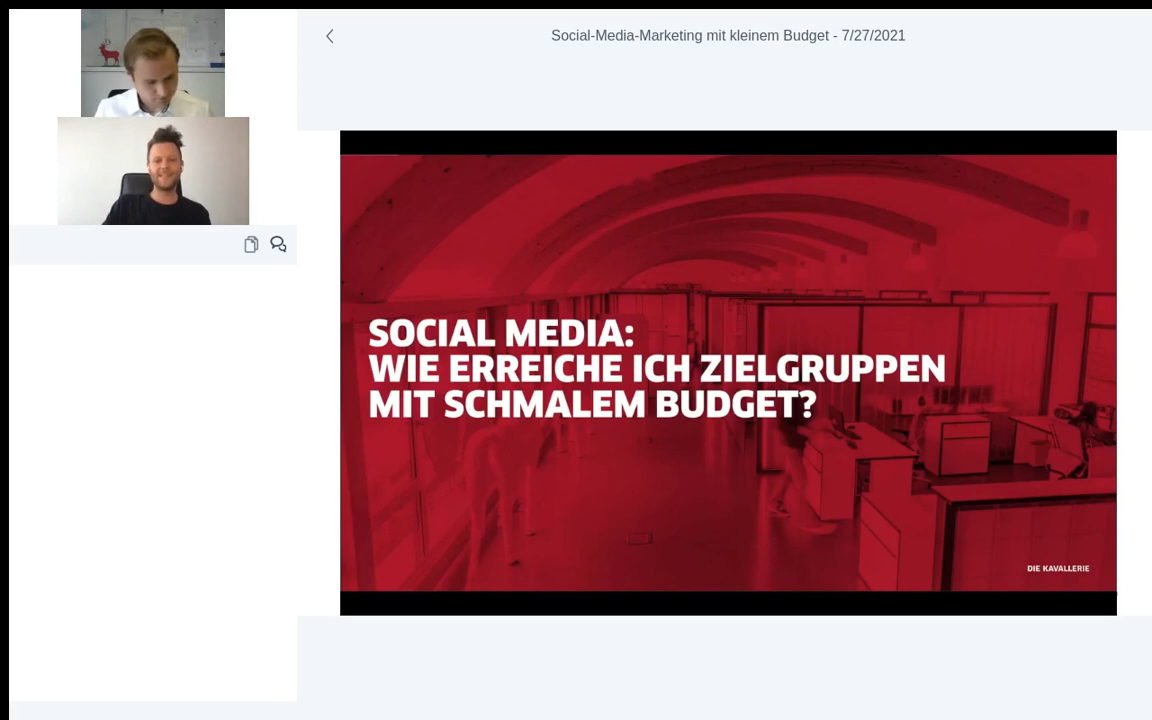 Social-Media-Marketing mit kleinem Budget - 7/27/2021
SOCIAL MEDIA:
WIE ERREICHE ICH ZIELGRUPPEN
MIT SCHMALEM BUDGET?
DIE KAVALLERIE